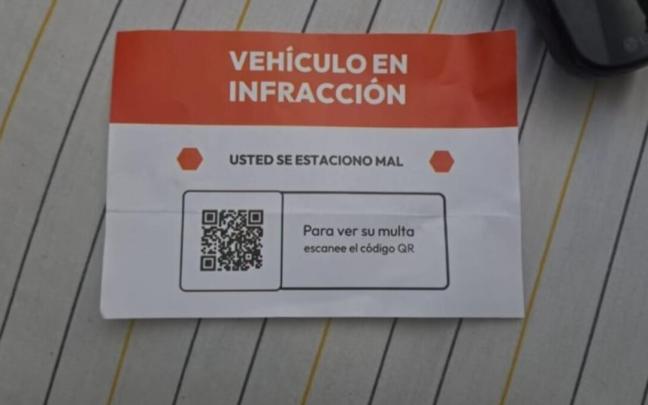 VEHÍCULO EN
INFRACCIÓN
USTED SE ESTACIONO MAL
Para ver su multa
escanee el código QR